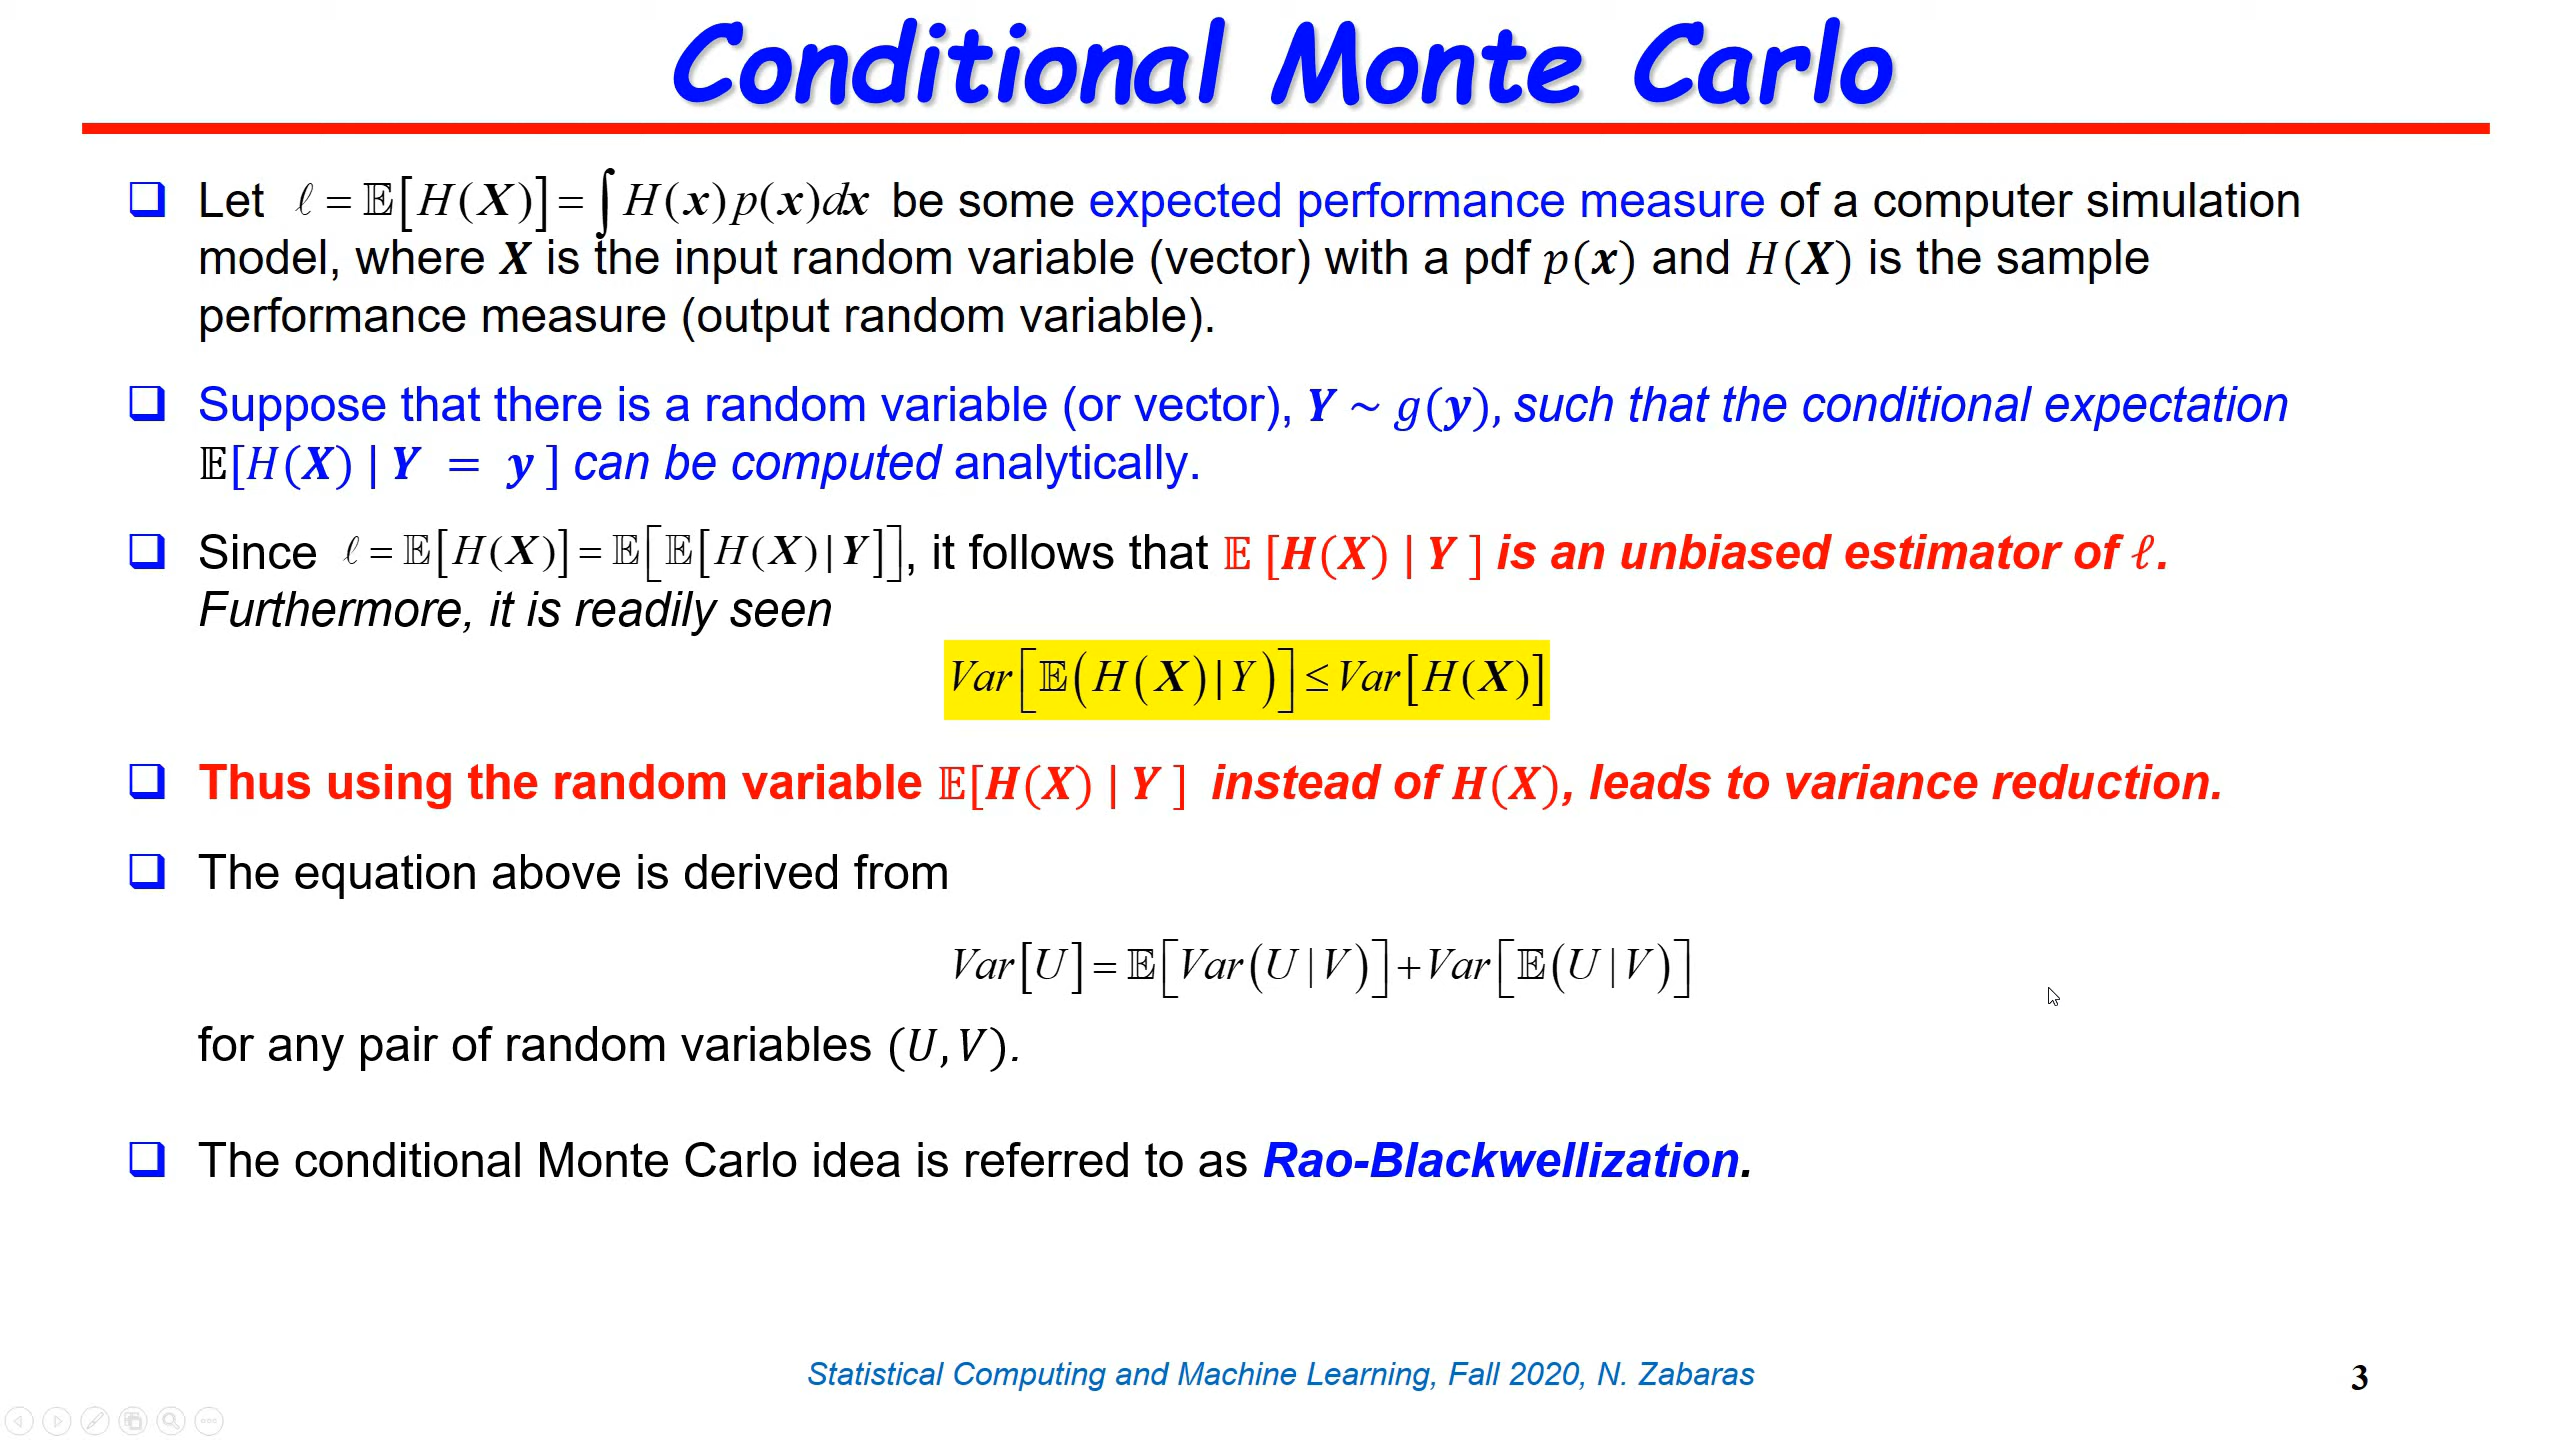 Conditional Monte Carlo
❑ Let ℓ = 𝔼[H(X)] = ∫ H(x)p(x)dx be some expected performance measure of a computer simulation
model, where X is the input random variable (vector) with a pdf p(x) and H(X) is the sample
performance measure (output random variable).
❑ Suppose that there is a random variable (or vector), Y ~ g(y), such that the conditional expectation
𝔼[H(X) | Y = y ] can be computed analytically.
❑ Since ℓ = 𝔼[H(X)] = 𝔼[𝔼[H(X) | Y]], it follows that 𝔼 [H(X) | Y ] is an unbiased estimator of ℓ.
Furthermore, it is readily seen
Var[𝔼(H(X) | Y)] ≤ Var[H(X)]
❑ Thus using the random variable 𝔼[H(X) | Y ] instead of H(X), leads to variance reduction.
❑ The equation above is derived from
Var[U] = 𝔼[Var(U | V)] + Var[𝔼(U | V)]
for any pair of random variables (U,V).
❑ The conditional Monte Carlo idea is referred to as Rao-Blackwellization.
Statistical Computing and Machine Learning, Fall 2020, N. Zabaras
3